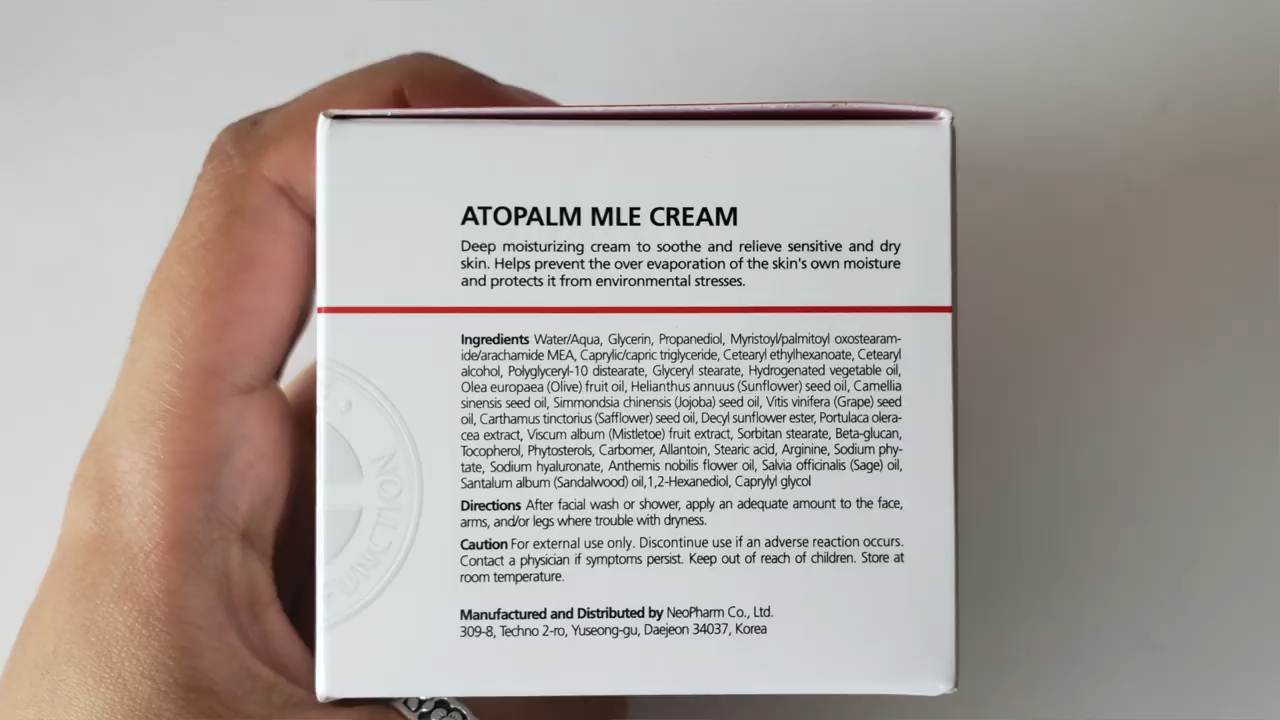 ATOPALM MLE CREAM
Deep moisturizing cream to soothe and relieve sensitive and dry
skin. Helps prevent the over evaporation of the skin's own moisture
and protects it from environmental stresses.
Ingredients Water/Aqua, Glycerin, Propanediol, Myristoyl/palmitoyl oxostearam-
ide/arachamide MEA, Caprylic/capric triglyceride, Cetearyl ethylhexanoate, Cetearyl
alcohol, Polyglyceryl-10 distearate, Glyceryl stearate, Hydrogenated vegetable oil,
Olea europaea (Olive) fruit oil, Helianthus annuus (Sunflower) seed oil, Camellia
sinensis seed oil, Simmondsia chinensis (Jojoba) seed oil, Vitis vinifera (Grape) seed
oil, Carthamus tinctorius (Safflower) seed oil, Decyl sunflower ester, Portulaca olera-
cea extract, Viscum album (Mistletoe) fruit extract, Sorbitan stearate, Beta-glucan,
Tocopherol, Phytosterols, Carbomer, Allantoin, Stearic acid, Arginine, Sodium phy-
tate, Sodium hyaluronate, Anthemis nobilis flower oil, Salvia officinalis (Sage) oil,
Santalum album (Sandalwood) oil,1,2-Hexanediol, Caprylyl glycol
Directions After facial wash or shower, apply an adequate amount to the face,
arms, and/or legs where trouble with dryness.
Caution For external use only. Discontinue use if an adverse reaction occurs.
Contact a physician if symptoms persist. Keep out of reach of children. Store at
room temperature.
Manufactured and Distributed by NeoPharm Co., Ltd.
309-8, Techno 2-ro, Yuseong-gu, Daejeon 34037, Korea